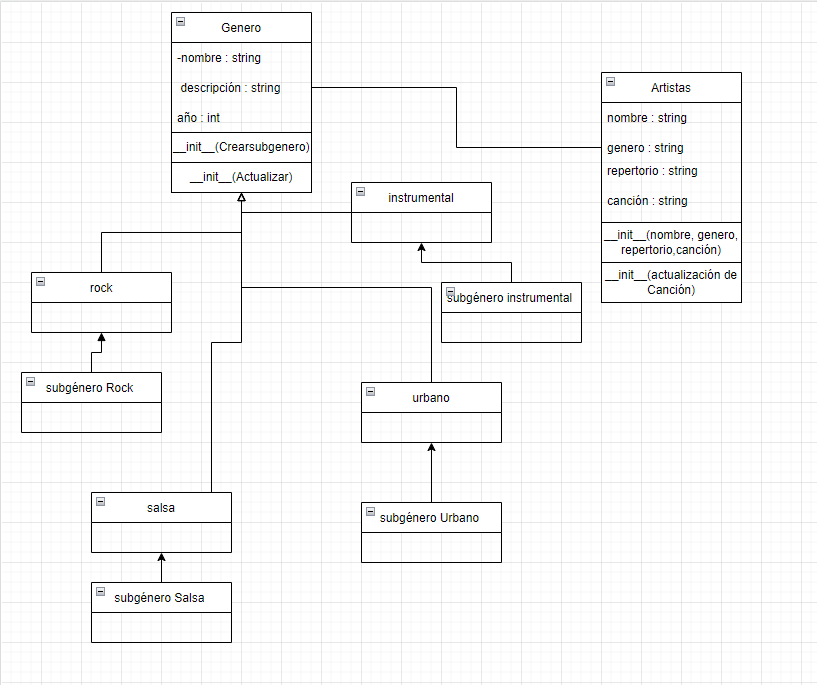 Genero
-nombre : string
descripción : string
año : int
__init__(Crearsubgenero)
__init__(Actualizar)
Artistas
nombre : string
genero : string
repertorio : string
canción : string
__init__(nombre, genero,
repertorio,canción)
__init__(actualización de
Canción)
instrumental
subgénero instrumental
rock
subgénero Rock
urbano
subgénero Urbano
salsa
subgénero Salsa